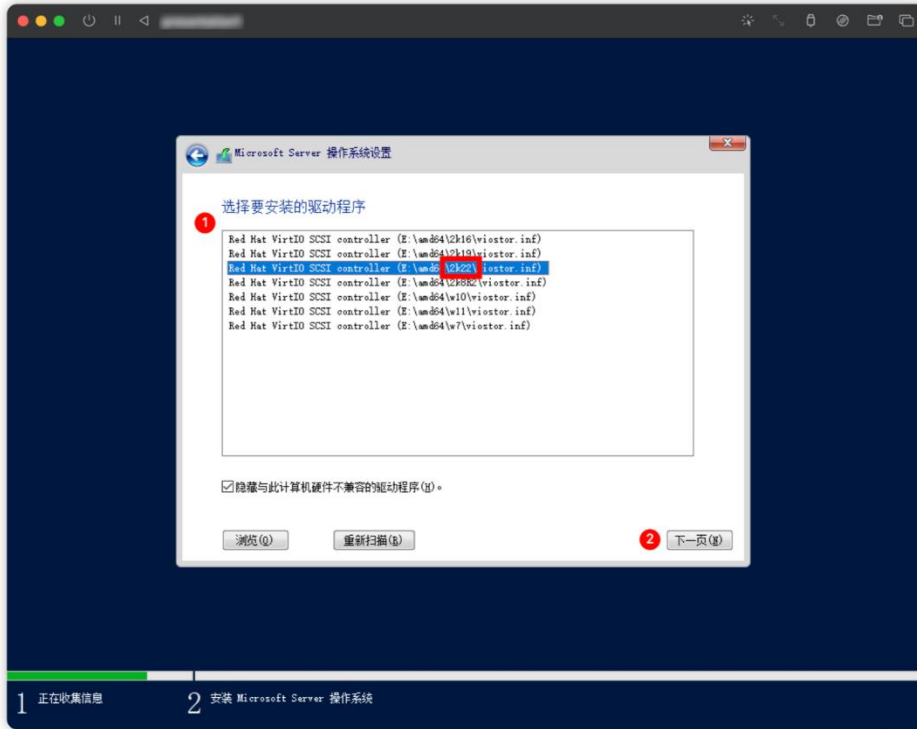 Microsoft Server 操作系统设置
选择要安装的驱动程序
1
Red Hat VirtIO SCSI controller (E:\amd64\2k16\viostor.inf)
Red Hat VirtIO SCSI controller (E:\amd64\2k19\viostor.inf)
Red Hat VirtIO SCSI controller (E:\amd6\2k22\viostor.inf)
Red Hat VirtIO SCSI controller (E:\amd64\2k8R2\viostor.inf)
Red Hat VirtIO SCSI controller (E:\amd64\w10\viostor.inf)
Red Hat VirtIO SCSI controller (E:\amd64\w11\viostor.inf)
Red Hat VirtIO SCSI controller (E:\amd64\w7\viostor.inf)
隐藏与此计算机硬件不兼容的驱动程序(H)。
浏览(O) 重新扫描(R) 2 下一页(N)
1 正在收集信息 2 安装 Microsoft Server 操作系统